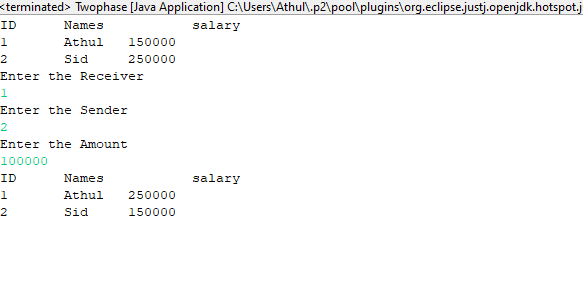 <terminated> Twophase [Java Application] C:\Users\Athul\.p2\pool\plugins\org.eclipse.justj.openjdk.hotspot.j
ID Names salary
1 Athul 150000
2 Sid 250000
Enter the Receiver
1
Enter the Sender
2
Enter the Amount
100000
ID Names salary
1 Athul 250000
2 Sid 150000